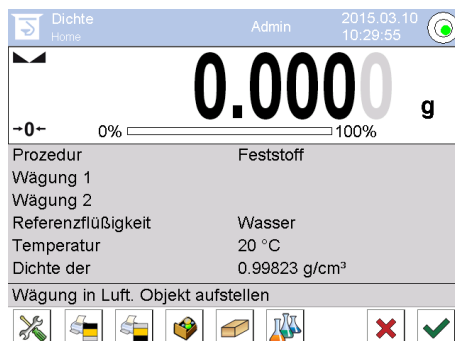 Dichte Admin 2015.03.10
Home 10:29:55
0.0000 g
→0← 0% 100%
Prozedur Feststoff
Wägung 1
Wägung 2
Referenzflüßigkeit Wasser
Temperatur 20 °C
Dichte der 0.99823 g/cm³
Wägung in Luft. Objekt aufstellen